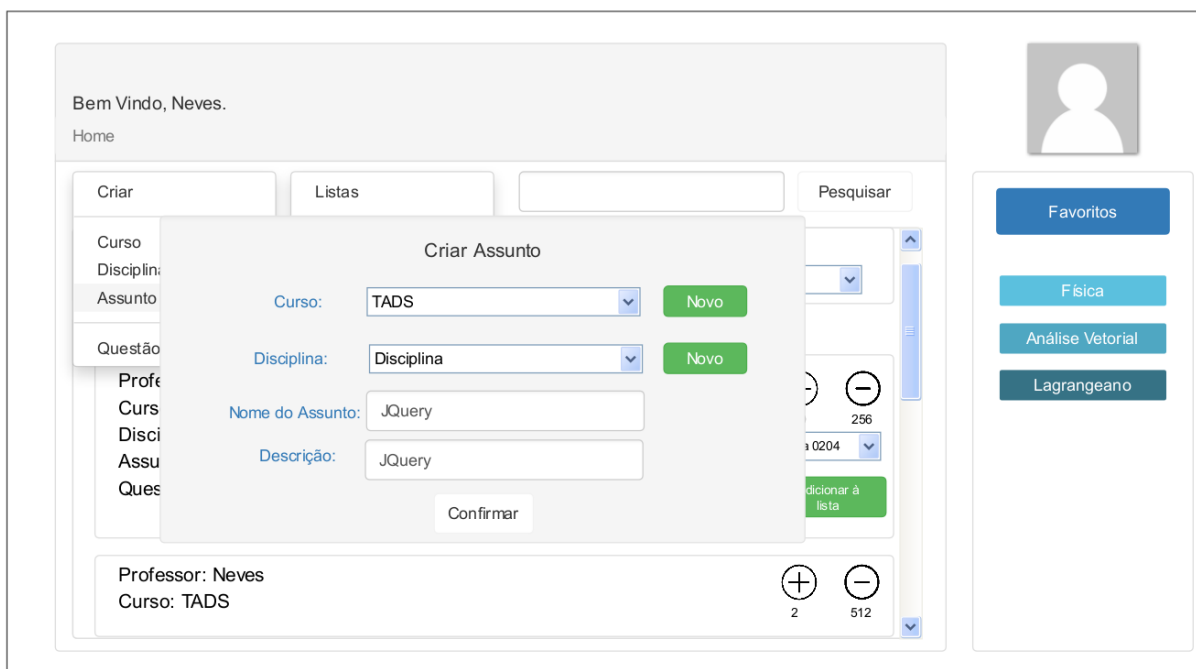 Bem Vindo, Neves.
Home
Criar
Listas
Pesquisar
Favoritos
Curso
Disciplin
Assunto
Questão
Criar Assunto
Curso:
TADS
Novo
Disciplina:
Disciplina
Novo
Nome do Assunto:
JQuery
Descrição:
JQuery
Confirmar
Física
Análise Vetorial
Lagrangeano
Profe
Curs
Disci
Assu
Ques
256
0204
dicionar à
lista
Professor: Neves
Curso: TADS
2
512